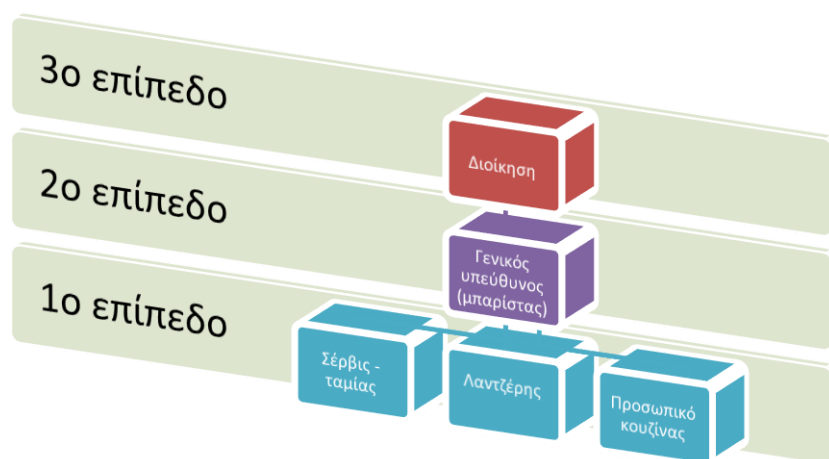 3ο επίπεδο
Διοίκηση
2ο επίπεδο
Γενικός
υπεύθυνος
(μπαρίστας)
1ο επίπεδο
Σέρβις -
ταμίας
Λαντζέρης
Προσωπικό
κουζίνας